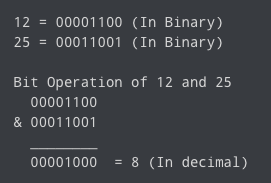 12 = 00001100 (In Binary)
25 = 00011001 (In Binary)
Bit Operation of 12 and 25
00001100
& 00011001
________
00001000 = 8 (In decimal)